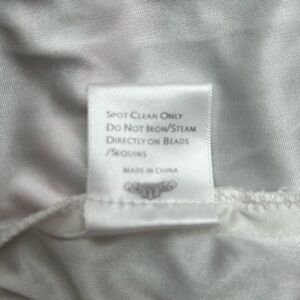 Spot Clean Only
Do Not Iron/Steam
Directly on Beads
/Sequins
MADE IN CHINA